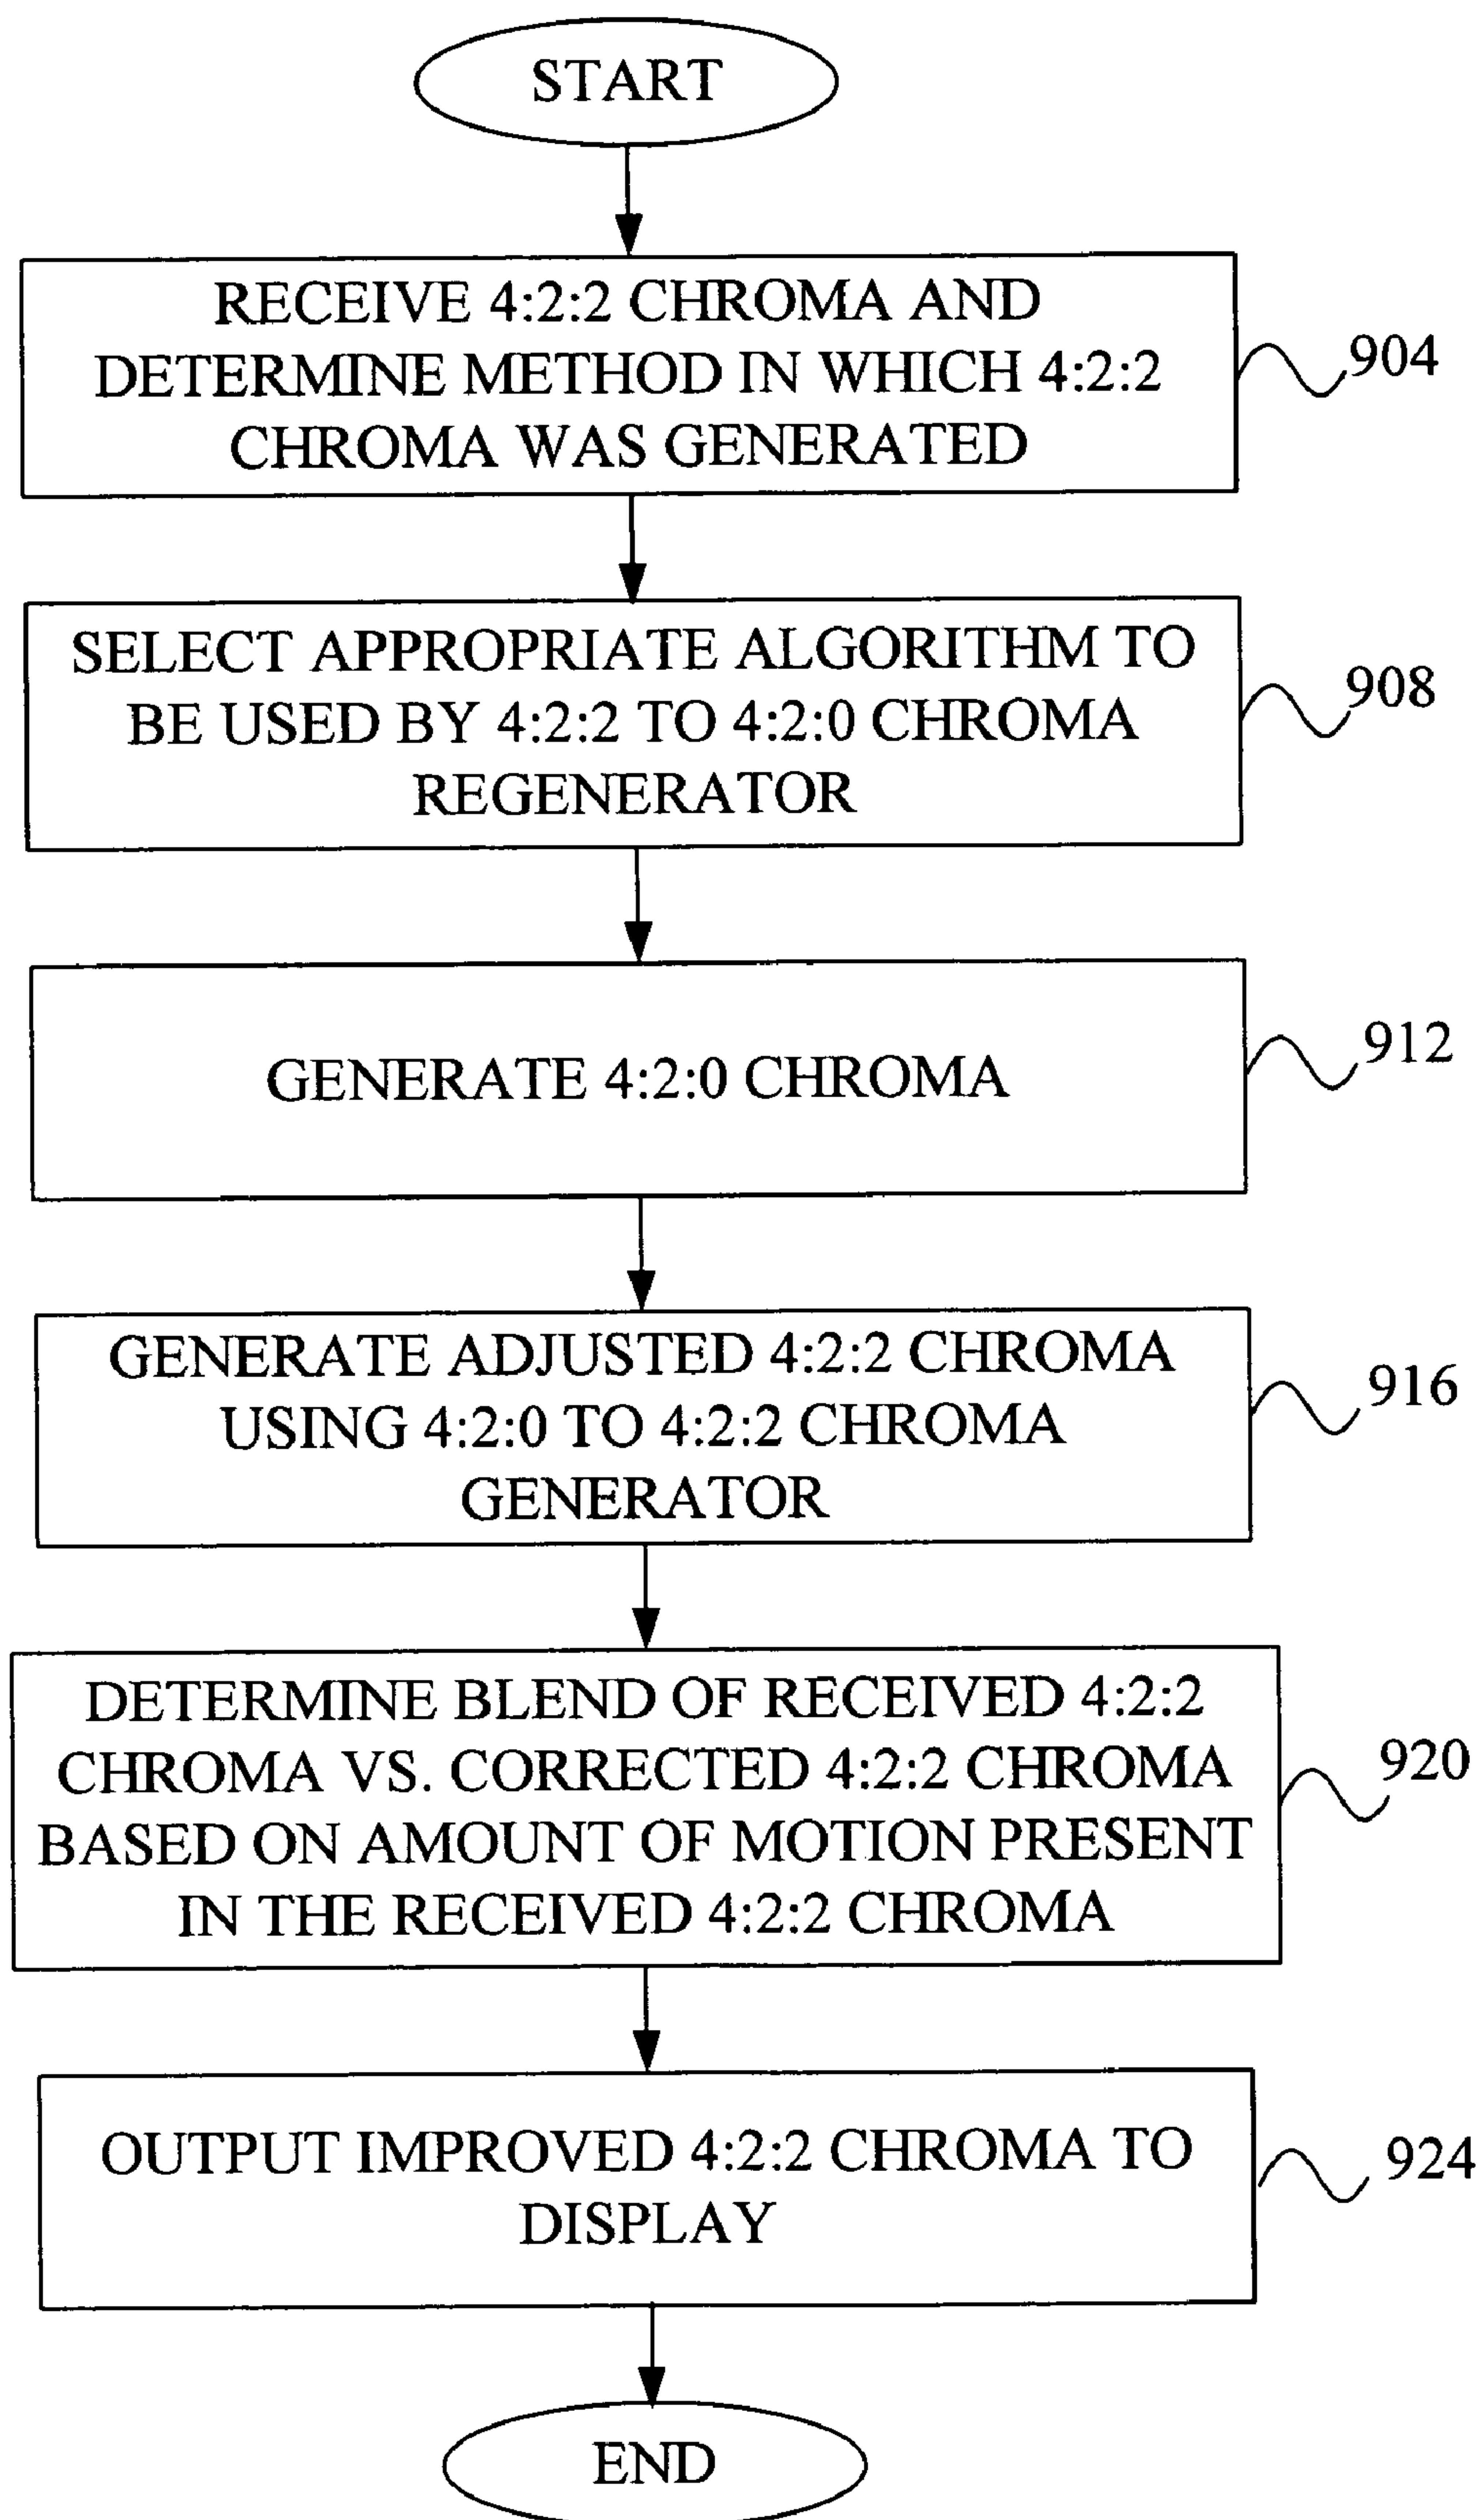 START
RECEIVE 4:2:2 CHROMA AND
DETERMINE METHOD IN WHICH 4:2:2
CHROMA WAS GENERATED
904
SELECT APPROPRIATE ALGORITHM TO
BE USED BY 4:2:2 TO 4:2:0 CHROMA
REGENERATOR
908
GENERATE 4:2:0 CHROMA
912
GENERATE ADJUSTED 4:2:2 CHROMA
USING 4:2:0 TO 4:2:2 CHROMA
GENERATOR
916
DETERMINE BLEND OF RECEIVED 4:2:2
CHROMA VS. CORRECTED 4:2:2 CHROMA
BASED ON AMOUNT OF MOTION PRESENT
IN THE RECEIVED 4:2:2 CHROMA
920
OUTPUT IMPROVED 4:2:2 CHROMA TO
DISPLAY
924
END